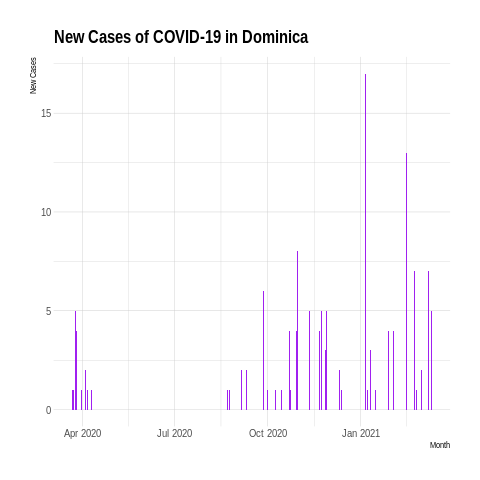 New Cases of COVID-19 in Dominica
New Cases
15
10
5
0
Apr 2020 Jul 2020 Oct 2020 Jan 2021
Month